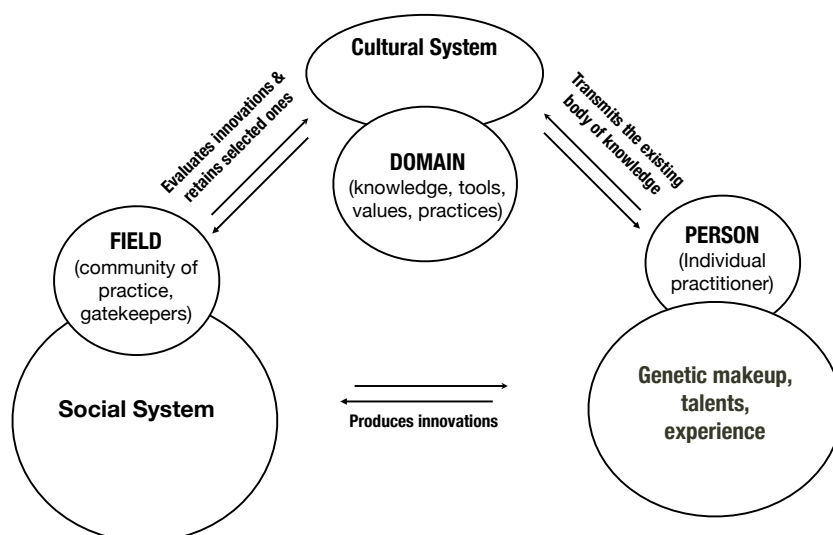 Cultural System
Evaluates innovations &
retains selected ones
Transmits the existing
body of knowledge
DOMAIN
(knowledge, tools,
values, practices)
FIELD
(community of
practice,
gatekeepers)
PERSON
(Individual
practitioner)
Social System
Genetic makeup,
talents,
experience
Produces innovations